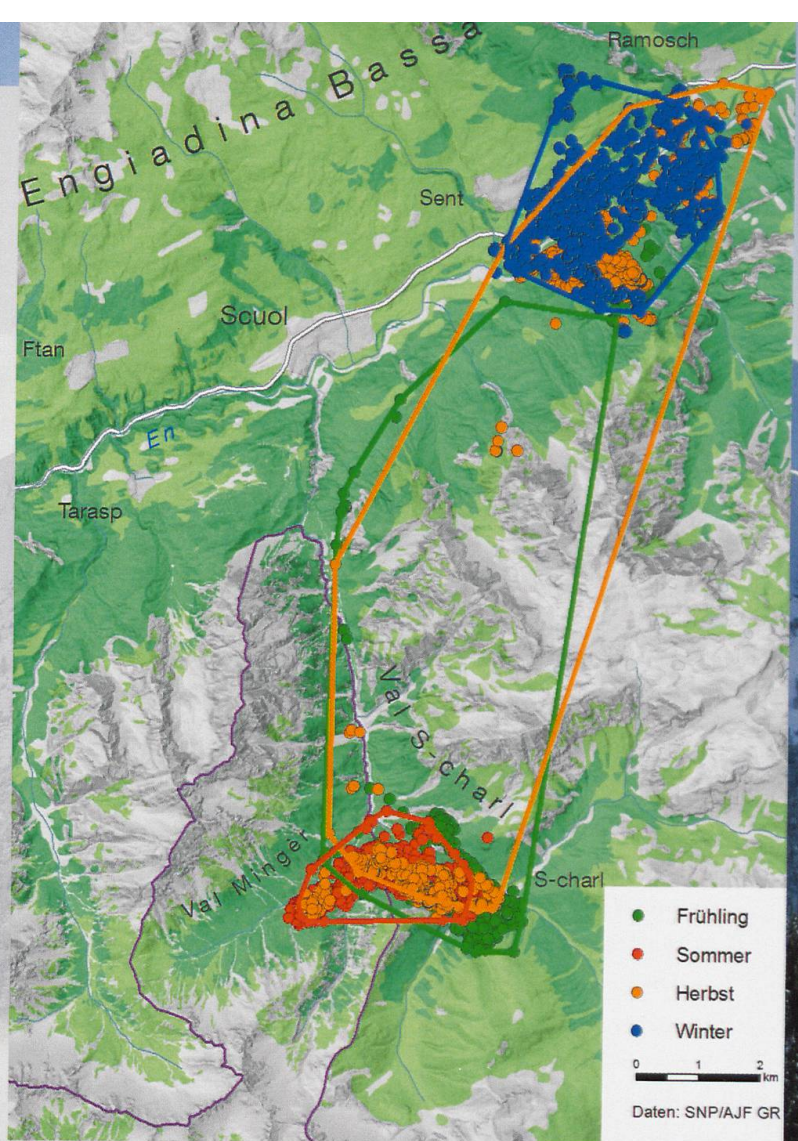 Ramosch
Engiadina Bassa
Sent
Scuol
Ftan
En
Tarasp
Val S-charl
Val Mingèr
S-charl
Frühling
Sommer
Herbst
Winter
0 1 2
km
Daten: SNP/AJF GR